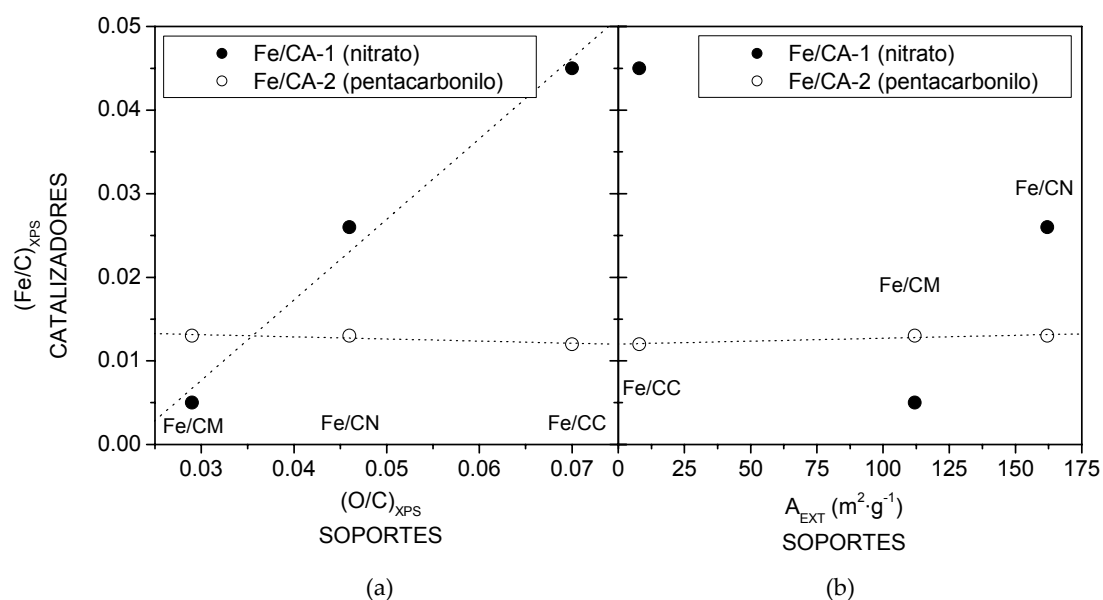 Fe/CA-1 (nitrato)
Fe/CA-2 (pentacarbonilo)
Fe/CA-1 (nitrato)
Fe/CA-2 (pentacarbonilo)
0.05
0.04
0.03
0.02
0.01
0.00
(Fe/C)XPS
CATALIZADORES
Fe/CM
Fe/CN
Fe/CC
Fe/CN
Fe/CM
Fe/CC
0.03 0.04 0.05 0.06 0.07
0 25 50 75 100 125 150 175
(O/C)XPS
SOPORTES
AEXT (m²·g⁻¹)
SOPORTES
(a)
(b)